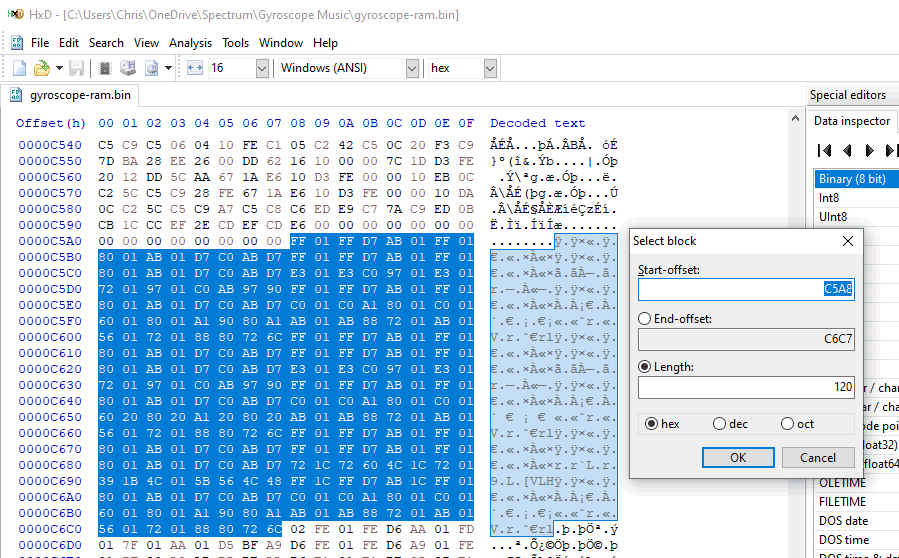 HxD - [C:\Users\Chris\OneDrive\Spectrum\Gyroscope Music\gyroscope-ram.bin]
File Edit Search View Analysis Tools Window Help
16 Windows (ANSI) hex
gyroscope-ram.bin
Special editors
Data inspector
Offset(h) 00 01 02 03 04 05 06 07 08 09 0A 0B 0C 0D 0E 0F Decoded text
0000C540 C5 C9 C5 06 04 10 FE C1 05 C2 42 C5 0C 20 F3 C9 ÅÉÅ...þÁ.ÂBÅ. óÉ
0000C550 7D BA 28 EE 26 00 DD 62 16 10 00 00 7C 1D D3 FE }º(î&.Ýb....|.Óþ
0000C560 20 12 DD 5C AA 67 1A E6 10 D3 FE 00 00 10 EB 0C .Ý\ªg.æ.Óþ...ë.
0000C570 C2 5C C5 C9 28 FE 67 1A E6 10 D3 FE 00 00 10 DA Â\ÅÉ(þg.æ.Óþ...Ú
0000C580 0C C2 5C C5 C9 A7 C5 C8 C6 ED E9 C7 7A C9 ED 0B .Â\ÅÉ§ÅÈÆíéÇzÉí.
0000C590 CB 1C CC EF 2E CD EF CD E6 00 00 00 00 00 00 00 Ë.Ìï.ÍïÍæ.......
0000C5A0 00 00 00 00 00 00 00 00 FF 01 FF D7 AB 01 FF 01 ........ÿ.ÿ×«.ÿ.
0000C5B0 80 01 AB 01 D7 C0 AB D7 FF 01 FF D7 AB 01 FF 01 €.«.×À«×ÿ.ÿ×«.ÿ.
0000C5C0 80 01 AB 01 D7 C0 AB D7 E3 01 E3 C0 97 01 E3 01 €.«.×À«×ã.ãÀ—.ã.
0000C5D0 72 01 97 01 C0 AB 97 90 FF 01 FF D7 AB 01 FF 01
0000C5E0 80 01 AB 01 D7 C0 AB D7 C0 01 C0 A1 80 01 C0 01 €.«.×À«×À.À¡€.À.
0000C5F0 60 01 80 01 A1 90 80 A1 AB 01 AB 88 72 01 AB 01
0000C600 56 01 72 01 88 80 72 6C FF 01 FF D7 AB 01 FF 01 V.r.ˆ€rlÿ.ÿ×«.ÿ.
0000C610 80 01 AB 01 D7 C0 AB D7 FF 01 FF D7 AB 01 FF 01 €.«.×À«×ÿ.ÿ×«.ÿ.
0000C620 80 01 AB 01 D7 C0 AB D7 E3 01 E3 C0 97 01 E3 01 €.«.×À«×ã.ãÀ—.ã.
0000C630 72 01 97 01 C0 AB 97 90 FF 01 FF D7 AB 01 FF 01
0000C640 80 01 AB 01 D7 C0 AB D7 C0 01 C0 A1 80 01 C0 01 €.«.×À«×À.À¡€.À.
0000C650 60 20 80 20 A1 20 80 20 AB 01 AB 88 72 01 AB 01 ` € ¡ € «.«ˆr.«.
0000C660 56 01 72 01 88 80 72 6C FF 01 FF D7 AB 01 FF 01 V.r.ˆ€rlÿ.ÿ×«.ÿ.
0000C670 80 01 AB 01 D7 C0 AB D7 FF 01 FF D7 AB 01 FF 01 €.«.×À«×ÿ.ÿ×«.ÿ.
0000C680 80 01 AB 01 D7 C0 AB D7 72 1C 72 60 4C 1C 72 01 €.«.×À«×r.r`L.r.
0000C690 39 1B 4C 01 5B 56 4C 48 FF 1C FF D7 AB 1C FF 01 9.L.[VLHÿ.ÿ×«.ÿ.
0000C6A0 80 01 AB 01 D7 C0 AB D7 C0 01 C0 A1 80 01 C0 01 €.«.×À«×À.À¡€.À.
0000C6B0 60 01 80 01 A1 90 80 A1 AB 01 AB 88 72 01 AB 01
0000C6C0 56 01 72 01 88 80 72 6C 02 FE 01 FE D6 AA 01 FD V.r.ˆ€rl.þ.þÖª.ý
0000C6D0 01 7F 01 AA 01 D5 BF A9 D6 FE 01 FE D6 A9 01 FE ...ª.Õ¿©Öþ.þÖ©.þ
Binary (8 bit)
Int8
UInt8
OLETIME
FILETIME
DOS date
DOS time
Select block
Start-offset:
C5A8
End-offset:
C6C7
Length:
120
hex dec oct
OK Cancel